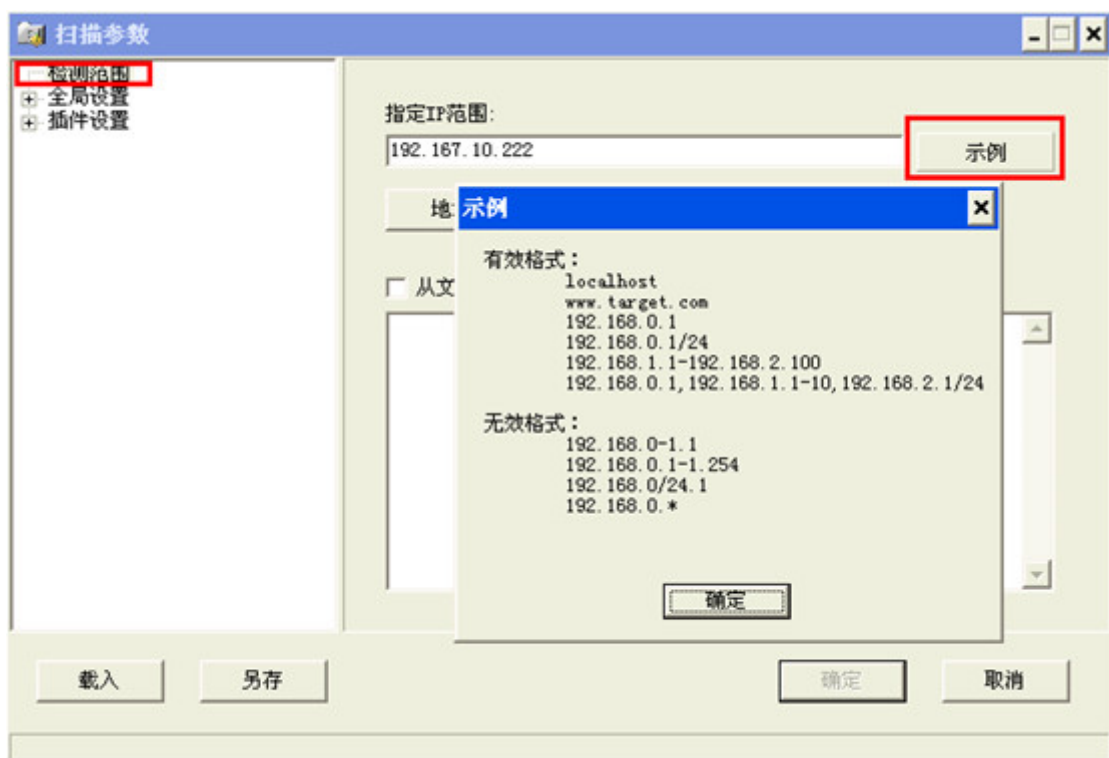 扫描参数
检测范围
全局设置
插件设置
指定IP范围:
192.167.10.222
示例
地
示例
从文
有效格式：
localhost
www.target.com
192.168.0.1
192.168.0.1/24
192.168.1.1-192.168.2.100
192.168.0.1,192.168.1.1-10,192.168.2.1/24
无效格式：
192.168.0-1.1
192.168.0.1-1.254
192.168.0/24.1
192.168.0.*
确定
载入
另存
确定
取消